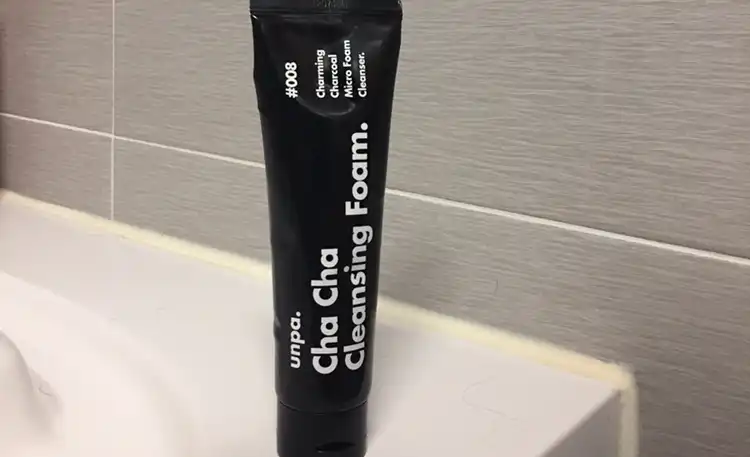 #008
Charming
Charcoal
Micro Foam
Cleanser.
unpa.
Cha Cha
Cleansing Foam.